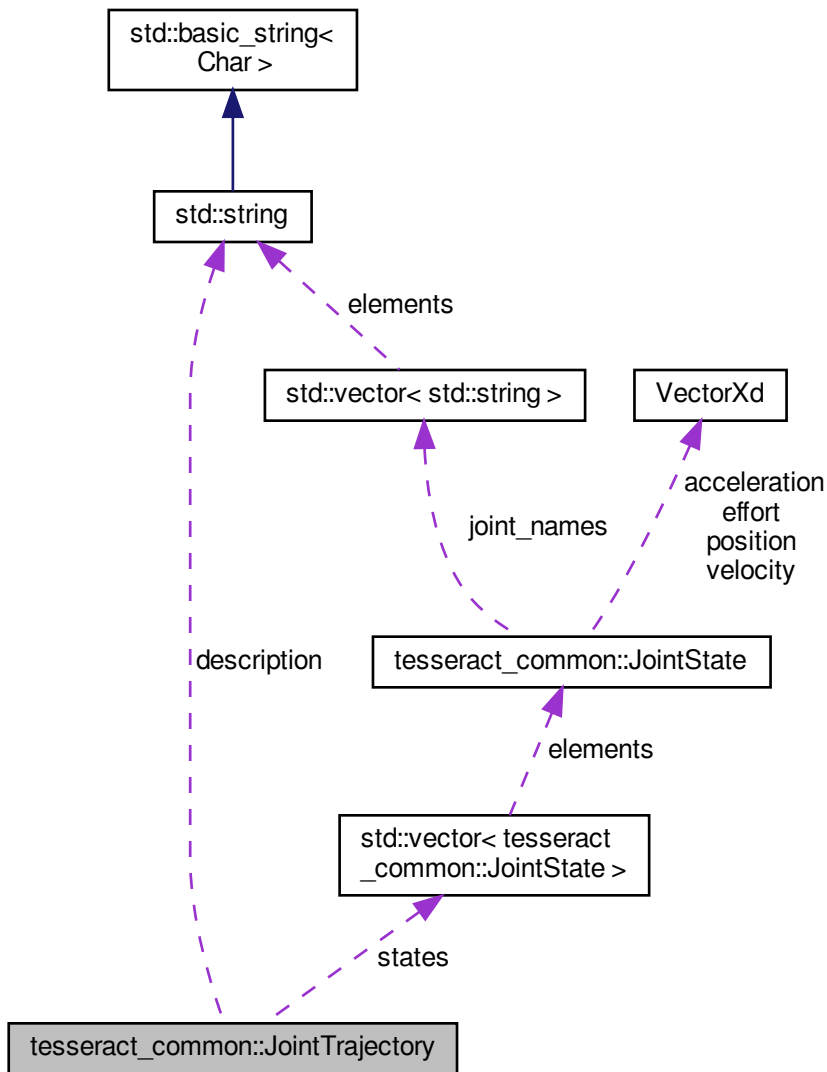 std::basic_string<
Char >
std::string
elements
std::vector< std::string >
VectorXd
acceleration
effort
position
velocity
joint_names
description
tesseract_common::JointState
elements
std::vector< tesseract
_common::JointState >
states
tesseract_common::JointTrajectory